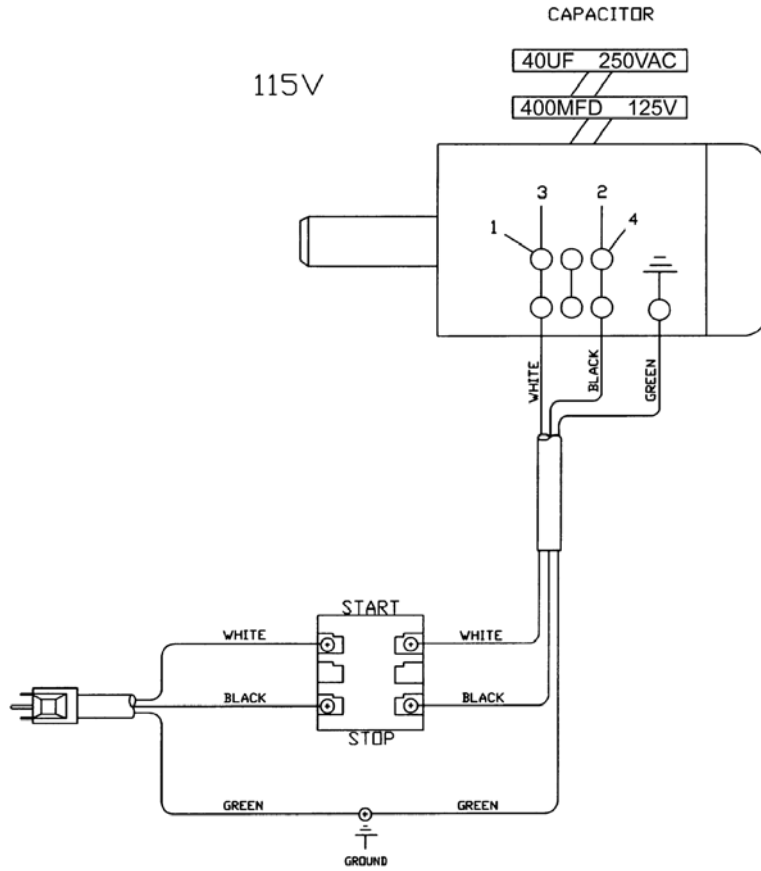 CAPACITOR
40UF 250VAC
115V
400MFD 125V
3 2
1 4
WHITE
BLACK
GREEN
START
WHITE WHITE
BLACK BLACK
STOP
GREEN GREEN
GROUND